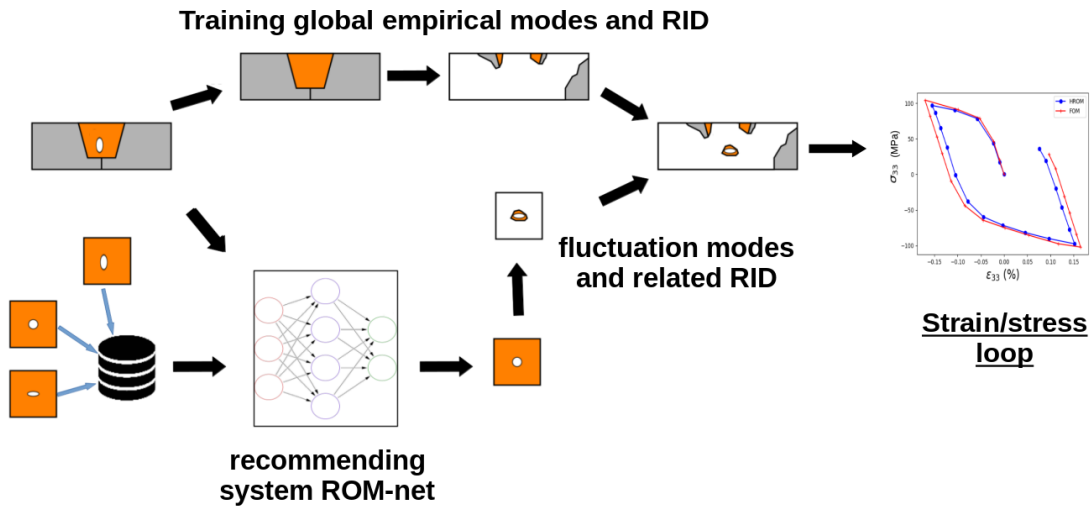 Training global empirical modes and RID
fluctuation modes
and related RID
recommending
system ROM-net
HROM
FOM
σ33 (MPa)
100
50
0
−50
−100
−0.15 −0.10 −0.05 0.00 0.05 0.10 0.15
ε33 (%)
Strain/stress
loop